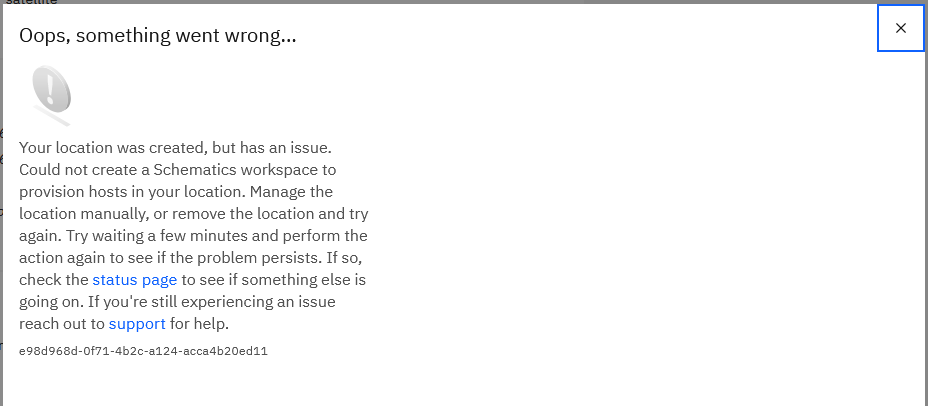 satellite
Oops, something went wrong...
Your location was created, but has an issue.
Could not create a Schematics workspace to
provision hosts in your location. Manage the
location manually, or remove the location and try
again. Try waiting a few minutes and perform the
action again to see if the problem persists. If so,
check the status page to see if something else is
going on. If you're still experiencing an issue
reach out to support for help.
e98d968d-0f71-4b2c-a124-acca4b20ed11